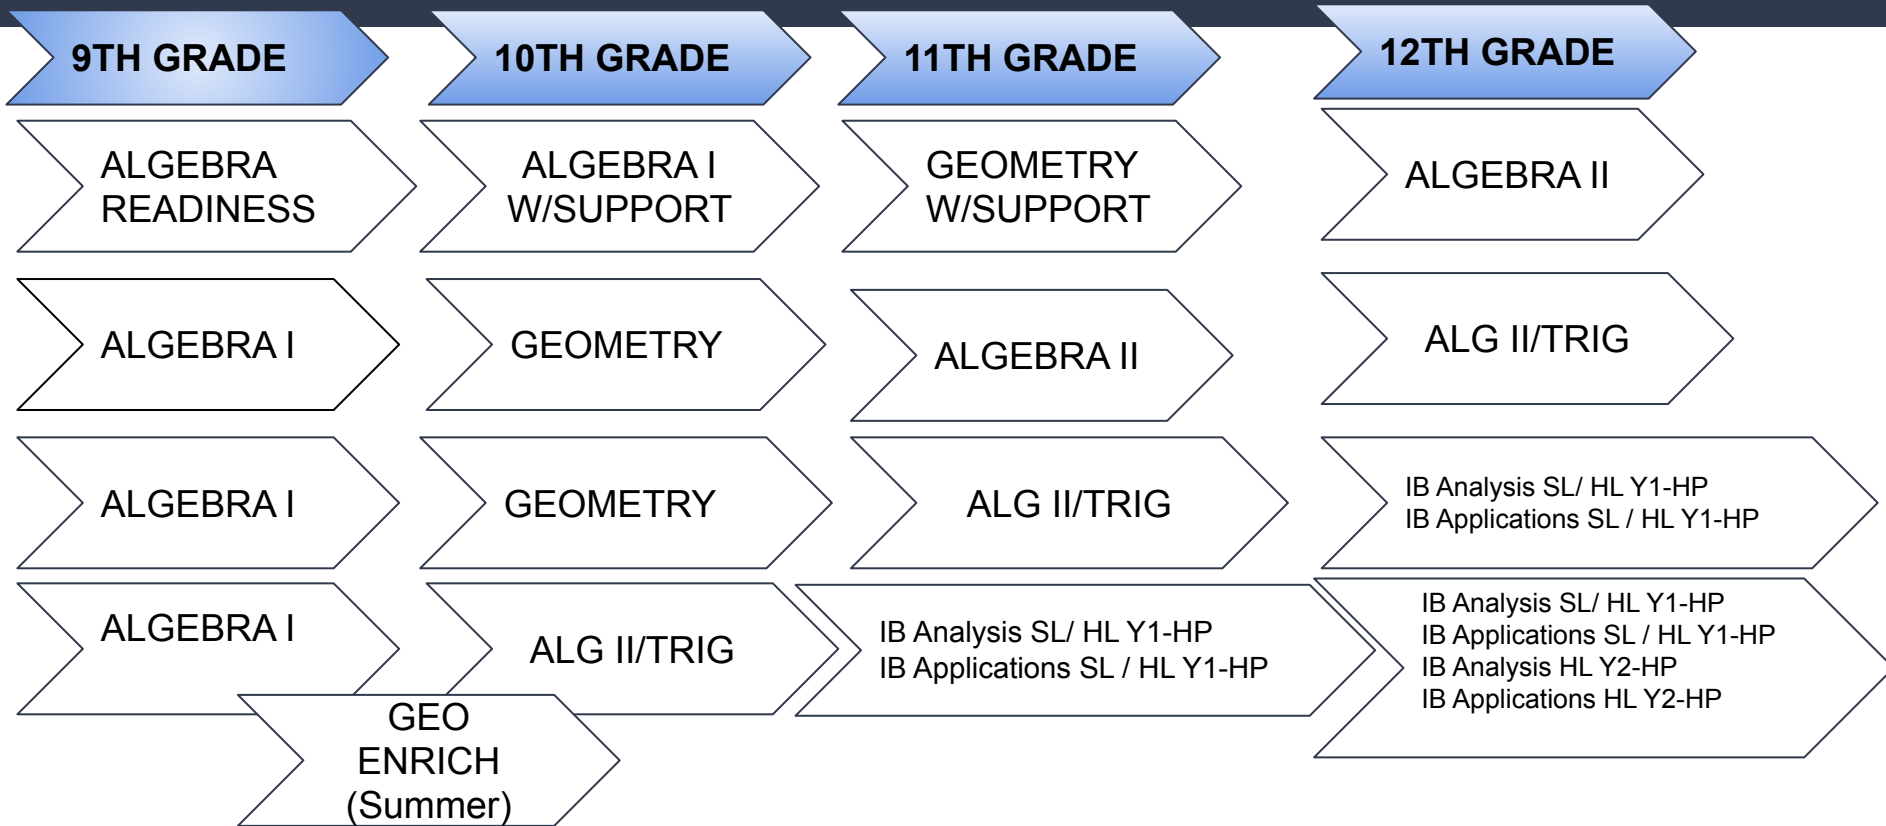 9TH GRADE
10TH GRADE
11TH GRADE
12TH GRADE
ALGEBRA
READINESS
ALGEBRA I
W/SUPPORT
GEOMETRY
W/SUPPORT
ALGEBRA II
ALGEBRA I
GEOMETRY
ALGEBRA II
ALG II/TRIG
ALGEBRA I
GEOMETRY
ALG II/TRIG
IB Analysis SL/ HL Y1-HP
IB Applications SL / HL Y1-HP
ALGEBRA I
GEO
ENRICH
(Summer)
ALG II/TRIG
IB Analysis SL/ HL Y1-HP
IB Applications SL / HL Y1-HP
IB Analysis SL/ HL Y1-HP
IB Applications SL / HL Y1-HP
IB Analysis HL Y2-HP
IB Applications HL Y2-HP